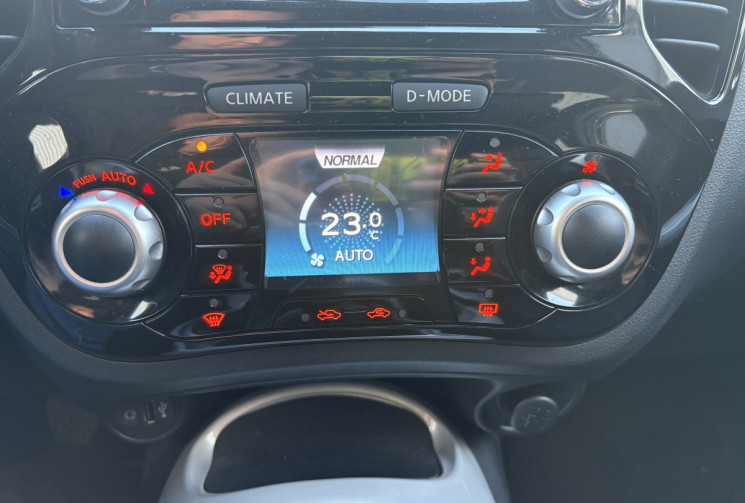 CLIMATE
D-MODE
A/C
NORMAL
PUSH AUTO
OFF
23.0
°C
AUTO